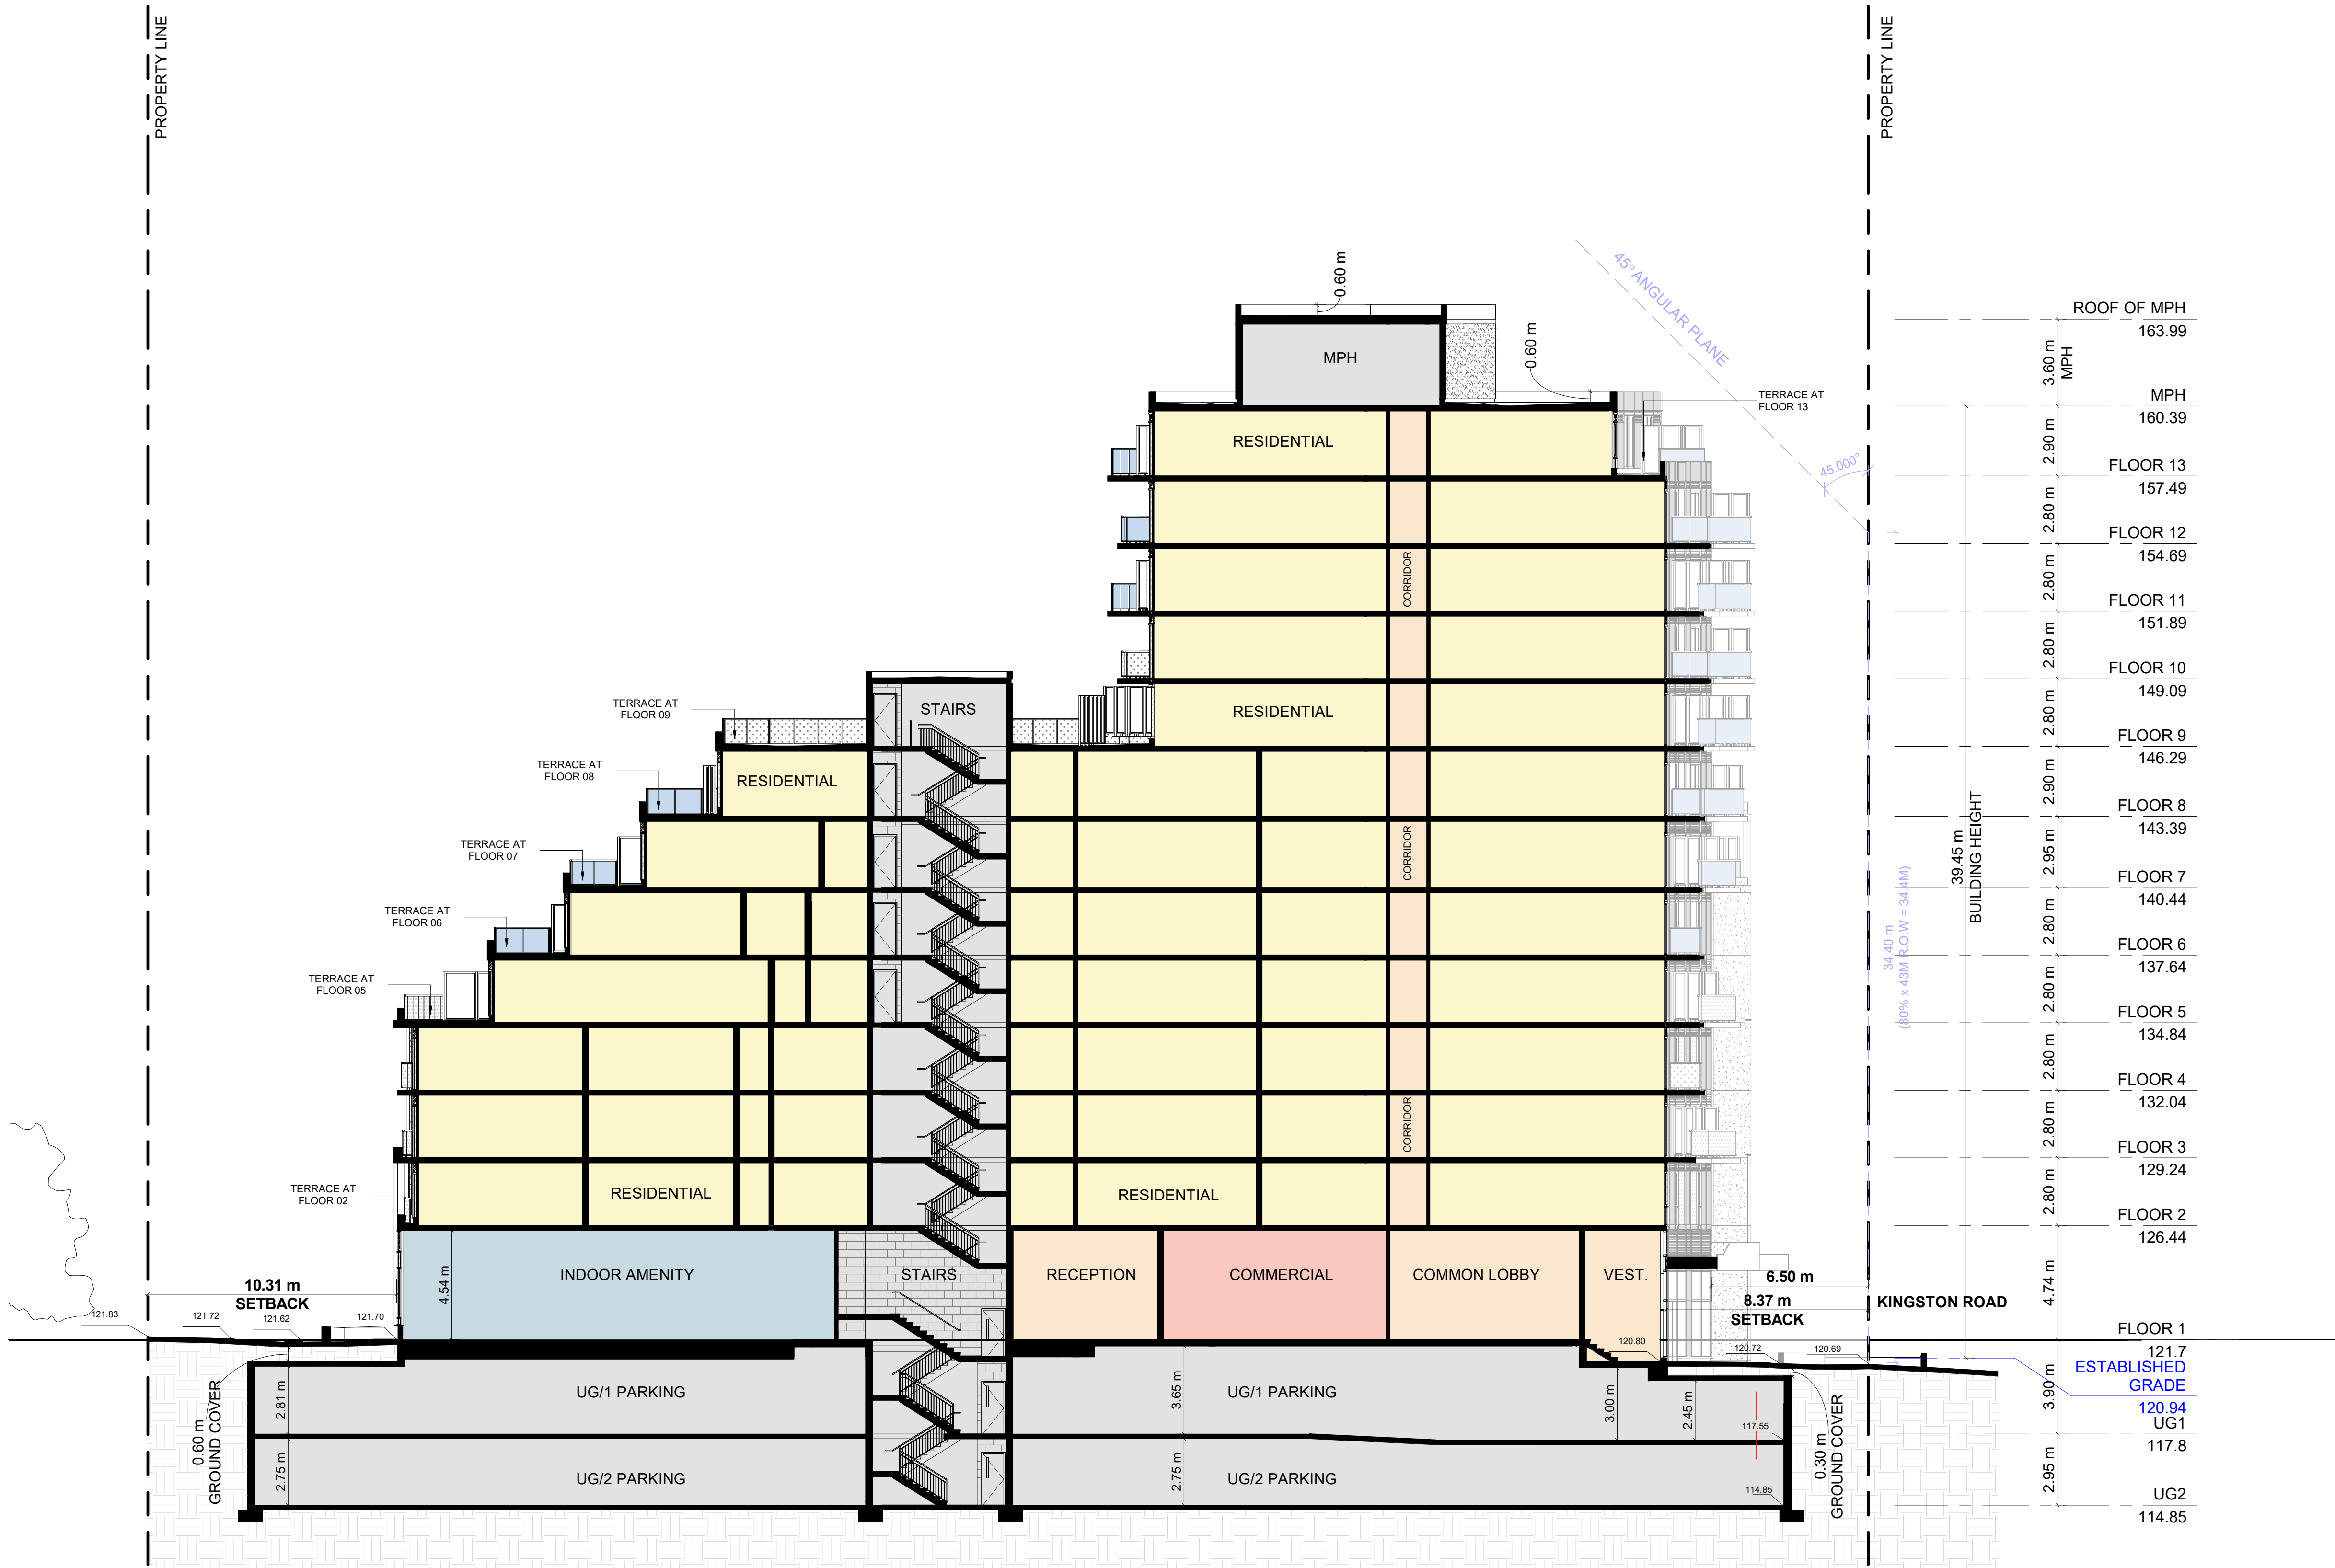 PROPERTY LINE
PROPERTY LINE
0.60 m
45° ANGULAR PLANE
0.60 m
MPH
TERRACE AT
FLOOR 13
45.000°
RESIDENTIAL
CORRIDOR
TERRACE AT
FLOOR 09
STAIRS
RESIDENTIAL
TERRACE AT
FLOOR 08
RESIDENTIAL
TERRACE AT
FLOOR 07
CORRIDOR
TERRACE AT
FLOOR 06
TERRACE AT
FLOOR 05
CORRIDOR
TERRACE AT
FLOOR 02
RESIDENTIAL
RESIDENTIAL
34.40 m
(80% x 43M R.O.W = 34.4M)
39.45 m
BUILDING HEIGHT
10.31 m
SETBACK
4.54 m
INDOOR AMENITY
STAIRS
RECEPTION
COMMERCIAL
COMMON LOBBY
VEST.
6.50 m
8.37 m
SETBACK
KINGSTON ROAD
121.83
121.72
121.62
121.70
120.80
120.72
120.69
0.60 m
GROUND COVER
2.81 m
UG/1 PARKING
3.65 m
UG/1 PARKING
3.00 m
2.45 m
117.55
2.75 m
UG/2 PARKING
2.75 m
UG/2 PARKING
114.85
0.30 m
GROUND COVER
ROOF OF MPH
163.99
3.60 m
MPH
MPH
160.39
2.90 m
FLOOR 13
157.49
2.80 m
FLOOR 12
154.69
2.80 m
FLOOR 11
151.89
2.80 m
FLOOR 10
149.09
2.80 m
FLOOR 9
146.29
2.90 m
FLOOR 8
143.39
2.95 m
FLOOR 7
140.44
2.80 m
FLOOR 6
137.64
2.80 m
FLOOR 5
134.84
2.80 m
FLOOR 4
132.04
2.80 m
FLOOR 3
129.24
2.80 m
FLOOR 2
126.44
4.74 m
FLOOR 1
121.7
ESTABLISHED
GRADE
120.94
3.90 m
UG1
117.8
2.95 m
UG2
114.85